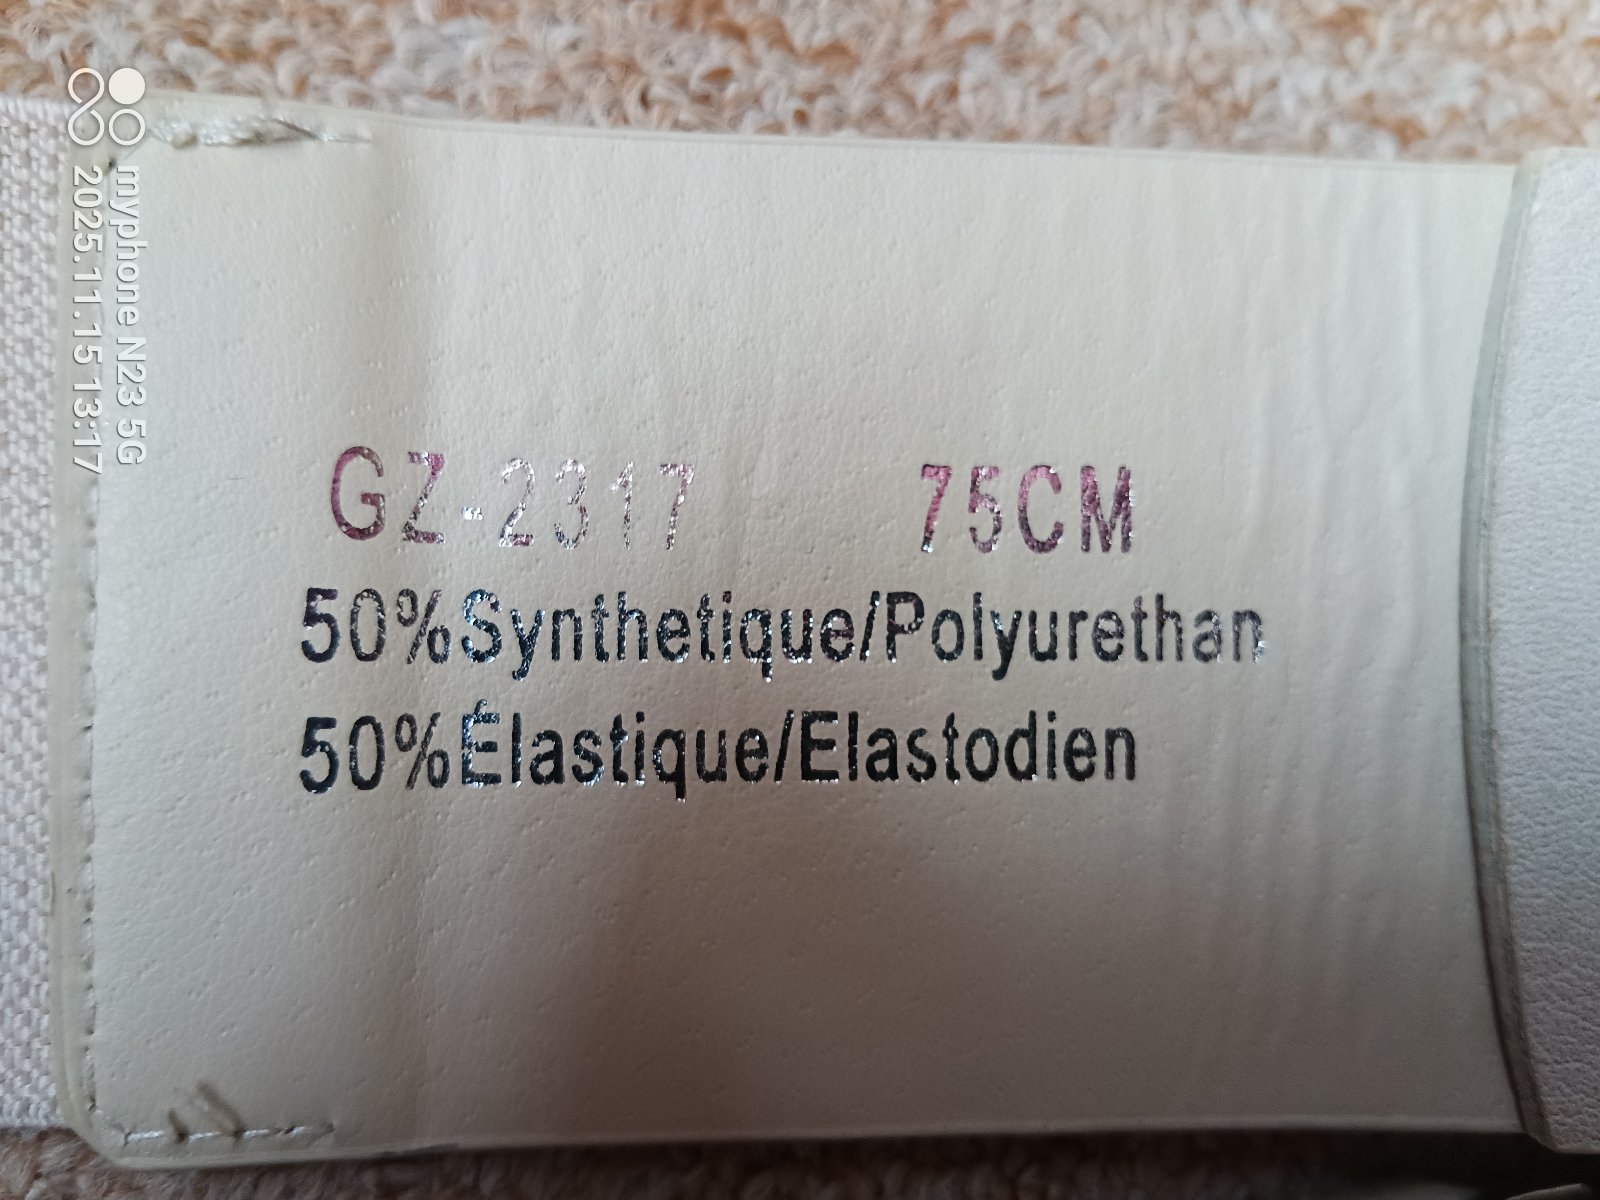 GZ-2317 75CM
50%Synthetique/Polyurethan
50%Élastique/Elastodien
myphone N23 5G
2025.11.15 13:17